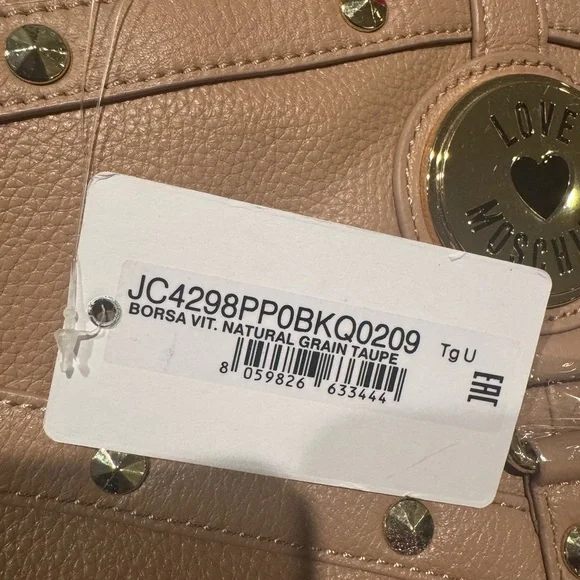 LOVE
MOSCHI
JC4298PP0BKQ0209
BORSA VIT. NATURAL GRAIN TAUPE
Tg U
8 059826 633444
EAC